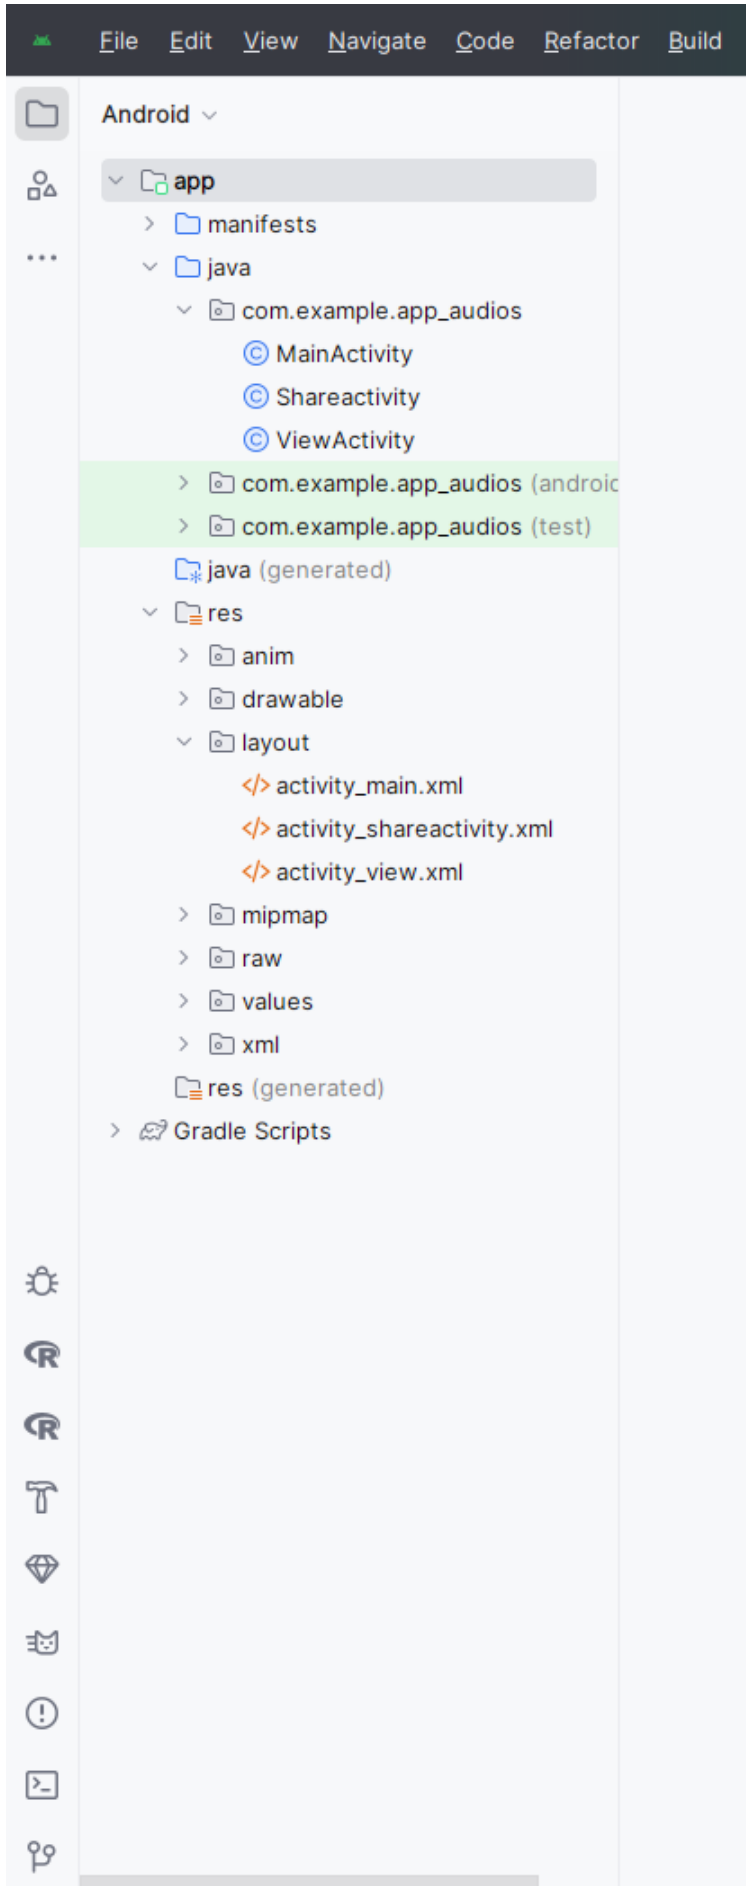 File Edit View Navigate Code Refactor Build
Android
app
manifests
java
com.example.app_audios
MainActivity
Shareactivity
ViewActivity
com.example.app_audios (android
com.example.app_audios (test)
java (generated)
res
anim
drawable
layout
activity_main.xml
activity_shareactivity.xml
activity_view.xml
mipmap
raw
values
xml
res (generated)
Gradle Scripts